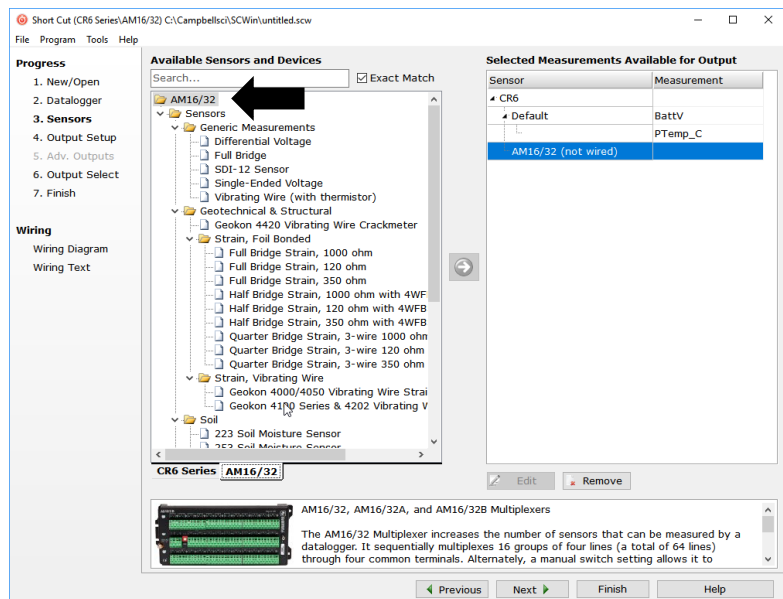 Short Cut (CR6 Series\AM16/32) C:\Campbellsci\SCWin\untitled.scw
File Program Tools Help
Progress
1. New/Open
2. Datalogger
3. Sensors
4. Output Setup
5. Adv. Outputs
6. Output Select
7. Finish
Wiring
Wiring Diagram
Wiring Text
Available Sensors and Devices
Search...
Exact Match
AM16/32
Sensors
Generic Measurements
Differential Voltage
Full Bridge
SDI-12 Sensor
Single-Ended Voltage
Vibrating Wire (with thermistor)
Geotechnical & Structural
Geokon 4420 Vibrating Wire Crackmeter
Strain, Foil Bonded
Full Bridge Strain, 1000 ohm
Full Bridge Strain, 120 ohm
Full Bridge Strain, 350 ohm
Half Bridge Strain, 1000 ohm with 4WF
Half Bridge Strain, 120 ohm with 4WFB
Half Bridge Strain, 350 ohm with 4WFB
Quarter Bridge Strain, 3-wire 1000 ohm
Quarter Bridge Strain, 3-wire 120 ohm
Quarter Bridge Strain, 3-wire 350 ohm
Strain, Vibrating Wire
Geokon 4000/4050 Vibrating Wire Strai
Geokon 4100 Series & 4202 Vibrating W
Soil
223 Soil Moisture Sensor
253 Soil Moisture Sensor
CR6 Series AM16/32
Selected Measurements Available for Output
Sensor Measurement
CR6
Default BattV
PTemp_C
AM16/32 (not wired)
Edit Remove
AM16/32, AM16/32A, and AM16/32B Multiplexers
The AM16/32 Multiplexer increases the number of sensors that can be measured by a
datalogger. It sequentially multiplexes 16 groups of four lines (a total of 64 lines)
through four common terminals. Alternately, a manual switch setting allows it to
Previous Next Finish Help